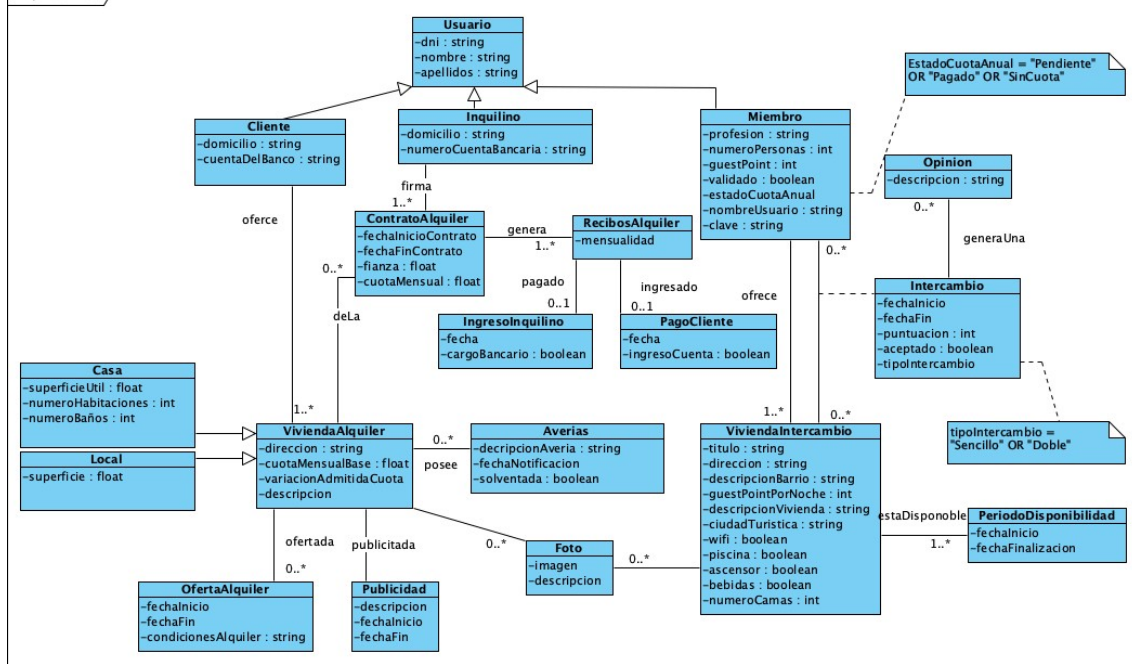 Usuario
-dni : string
-nombre : string
-apellidos : string
EstadoCuotaAnual = "Pendiente"
OR "Pagado" OR "SinCuota"
Cliente
-domicilio : string
-cuentaDelBanco : string
Inquilino
-domicilio : string
-numeroCuentaBancaria : string
Miembro
-profesion : string
-numeroPersonas : int
-guestPoint : int
-validado : boolean
-estadoCuotaAnual
-nombreUsuario : string
-clave : string
Opinion
-descripcion : string
0..*
generaUna
firma
1..*
oferce
ContratoAlquiler
-fechaInicioContrato
-fechaFinContrato
-fianza : float
-cuotaMensual : float
genera
1..*
RecibosAlquiler
-mensualidad
0..*
deLa
pagado
0..1
ingresado
0..1
ofrece
0..*
Intercambio
-fechaInicio
-fechaFin
-puntuacion : int
-aceptado : boolean
-tipoIntercambio
IngresoInquilino
-fecha
-cargoBancario : boolean
PagoCliente
-fecha
-ingresoCuenta : boolean
Casa
-superficieUtil : float
-numeroHabitaciones : int
-numeroBaños : int
Local
-superficie : float
1..*
ViviendaAlquiler
-direccion : string
-cuotaMensualBase : float
-variacionAdmitidaCuota
-descripcion
0..*
posee
Averias
-decripcionAveria : string
-fechaNotificacion
-solventada : boolean
1..*
0..*
ViviendaIntercambio
-titulo : string
-direccion : string
-descripcionBarrio : string
-guestPointPorNoche : int
-descripcionVivienda : string
-ciudadTuristica : string
-wifi : boolean
-piscina : boolean
-ascensor : boolean
-bebidas : boolean
-numeroCamas : int
tipoIntercambio =
"Sencillo" OR "Doble"
estaDisponoble
1..*
PeriodoDisponibilidad
-fechaInicio
-fechaFinalizacion
ofertada
0..*
publicitada
0..*
Foto
-imagen
-descripcion
0..*
OfertaAlquiler
-fechaInicio
-fechaFin
-condicionesAlquiler : string
Publicidad
-descripcion
-fechaInicio
-fechaFin